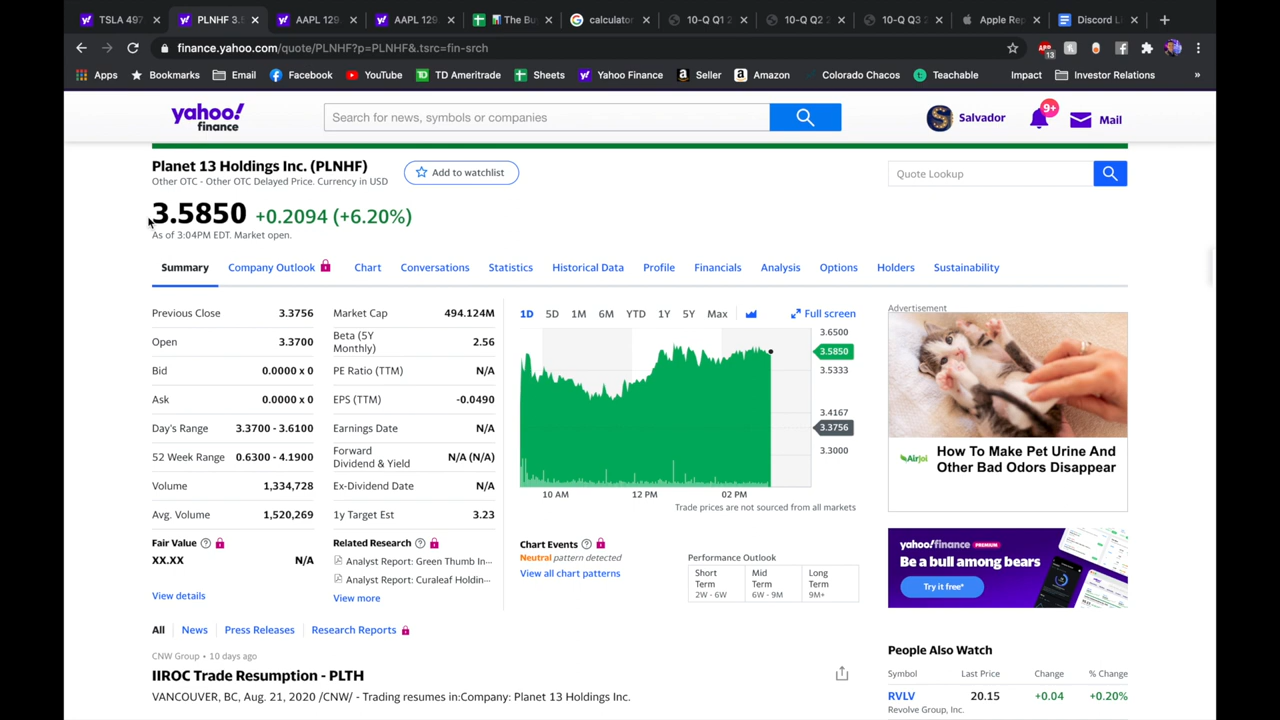 TSLA 497
PLNHF 3.5
AAPL 129.
AAPL 129.
The Bu
calculator
10-Q Q1 2
10-Q Q2 2
10-Q Q3 2
Apple Rep
Discord Li
finance.yahoo.com/quote/PLNHF?p=PLNHF&.tsrc=fin-srch
13
Apps
Bookmarks
Email
Facebook
YouTube
TD Ameritrade
Sheets
Yahoo Finance
Seller
Amazon
Colorado Chacos
Teachable
Impact
Investor Relations
»
yahoo!
finance
Search for news, symbols or companies
Salvador
9+
Mail
Planet 13 Holdings Inc. (PLNHF)
Other OTC - Other OTC Delayed Price. Currency in USD
Add to watchlist
Quote Lookup
3.5850 +0.2094 (+6.20%)
As of 3:04PM EDT. Market open.
Summary
Company Outlook
Chart
Conversations
Statistics
Historical Data
Profile
Financials
Analysis
Options
Holders
Sustainability
Previous Close 3.3756
Open 3.3700
Bid 0.0000 x 0
Ask 0.0000 x 0
Day's Range 3.3700 - 3.6100
52 Week Range 0.6300 - 4.1900
Volume 1,334,728
Avg. Volume 1,520,269
Fair Value
XX.XX N/A
View details
Market Cap 494.124M
Beta (5Y
Monthly) 2.56
PE Ratio (TTM) N/A
EPS (TTM) -0.0490
Earnings Date N/A
Forward
Dividend & Yield N/A (N/A)
Ex-Dividend Date N/A
1y Target Est 3.23
Related Research
Analyst Report: Green Thumb In...
Analyst Report: Curaleaf Holdin...
View more
1D 5D 1M 6M YTD 1Y 5Y Max
Full screen
3.6500
3.5850
3.5333
3.4167
3.3756
3.3000
10 AM 12 PM 02 PM
Trade prices are not sourced from all markets
Chart Events
Neutral pattern detected
View all chart patterns
Performance Outlook
Short
Term
2W - 6W
Mid
Term
6W - 9M
Long
Term
9M+
Advertisement
Airjoi
How To Make Pet Urine And
Other Bad Odors Disappear
yahoo!finance PREMIUM
Be a bull among bears
Try it free*
All
News
Press Releases
Research Reports
CNW Group • 10 days ago
IIROC Trade Resumption - PLTH
VANCOUVER, BC, Aug. 21, 2020 /CNW/ - Trading resumes in:Company: Planet 13 Holdings Inc.
People Also Watch
Symbol Last Price Change % Change
RVLV 20.15 +0.04 +0.20%
Revolve Group, Inc.